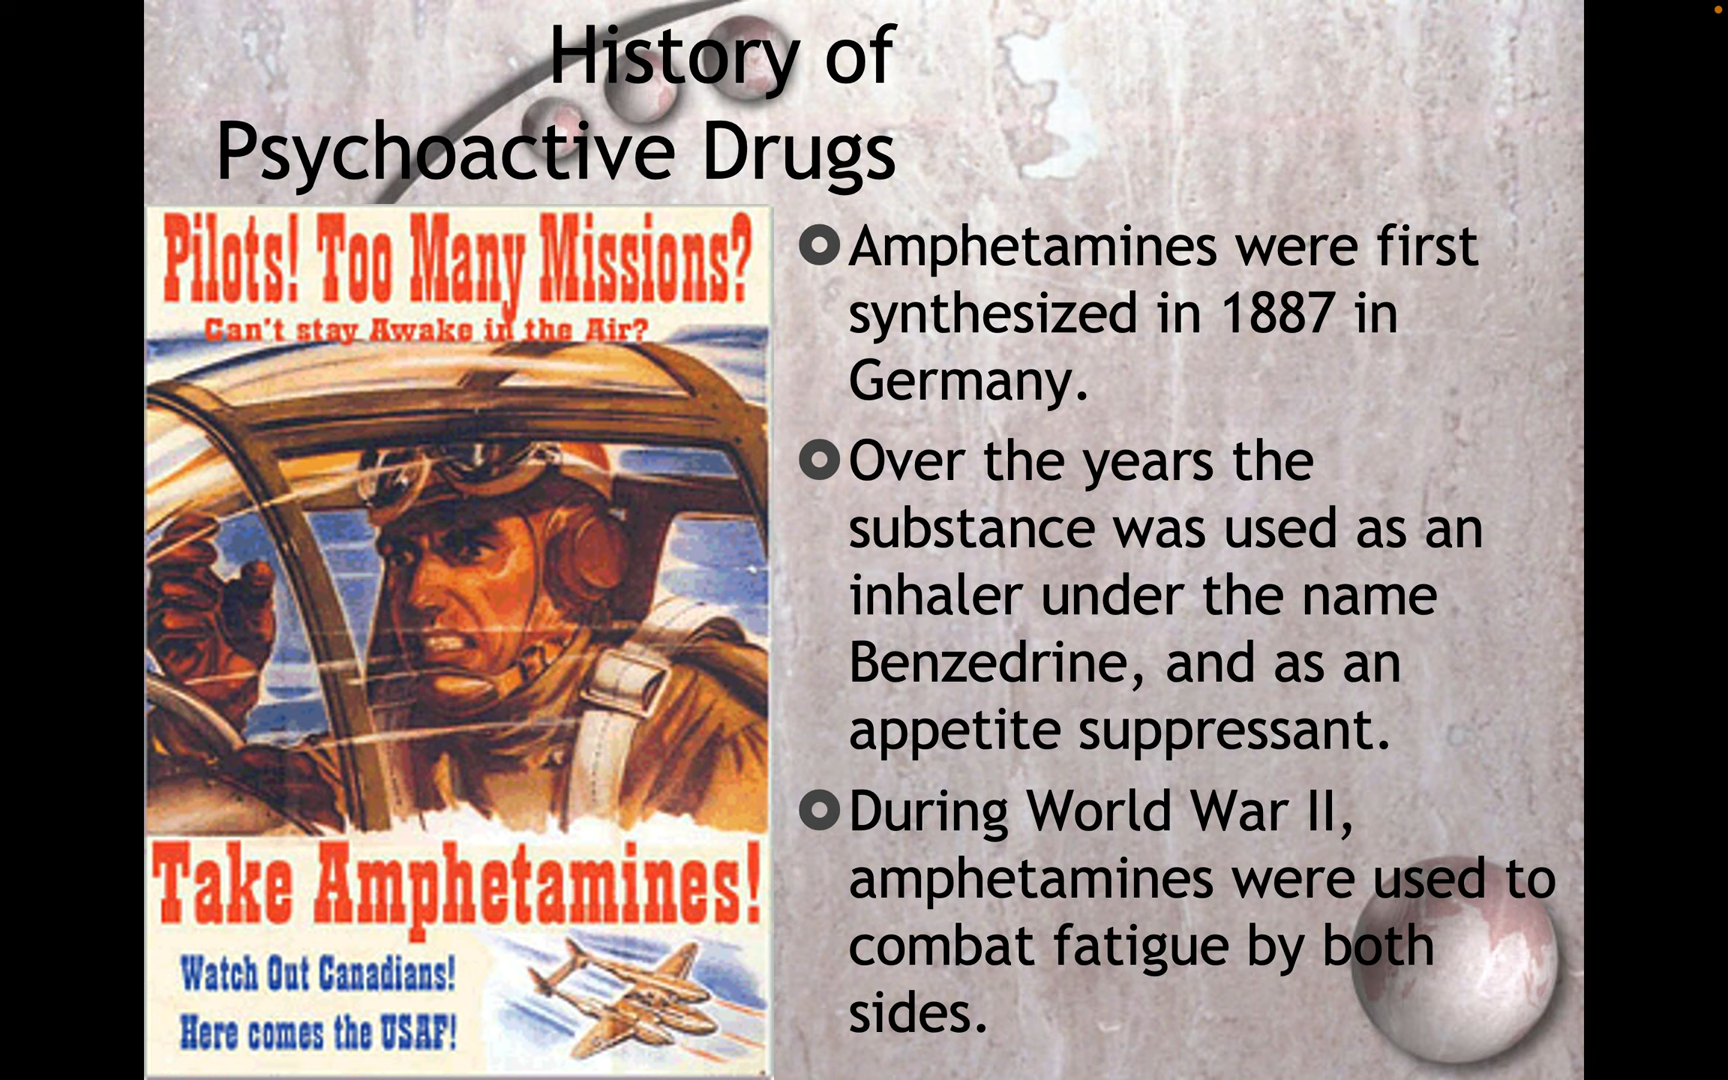 History of
Psychoactive Drugs
Pilots! Too Many Missions?
Can't stay Awake in the Air?
Take Amphetamines!
Watch Out Canadians!
Here comes the USAF!
Amphetamines were first
synthesized in 1887 in
Germany.
Over the years the
substance was used as an
inhaler under the name
Benzedrine, and as an
appetite suppressant.
During World War II,
amphetamines were used to
combat fatigue by both
sides.